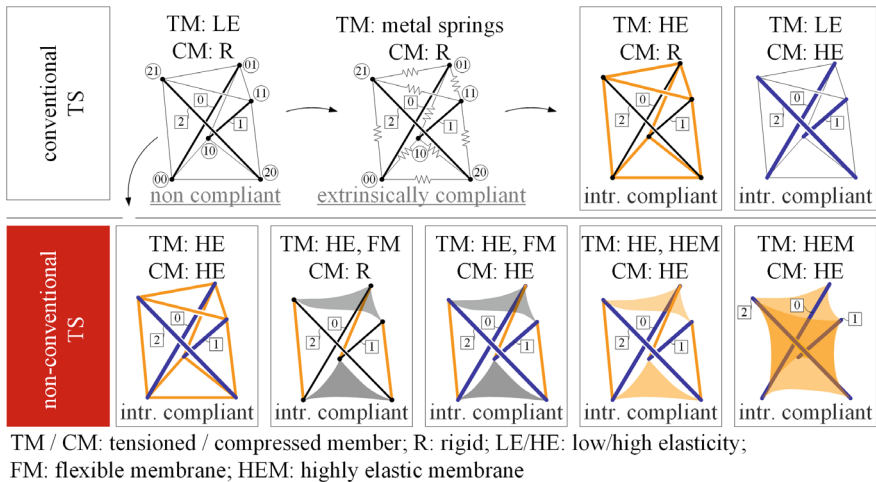 conventional
TS
TM: LE
CM: R
21
01
11
0
2
1
10
00
20
non compliant
TM: metal springs
CM: R
21
01
11
0
2
1
10
00
20
extrinsically compliant
TM: HE
CM: R
0
2
1
intr. compliant
TM: LE
CM: HE
0
2
1
intr. compliant
non-conventional
TS
TM: HE
CM: HE
0
2
1
intr. compliant
TM: HE, FM
CM: R
0
2
1
intr. compliant
TM: HE, FM
CM: HE
0
2
1
intr. compliant
TM: HE, HEM
CM: HE
0
2
1
intr. compliant
TM: HEM
CM: HE
2
0
1
intr. compliant
TM / CM: tensioned / compressed member; R: rigid; LE/HE: low/high elasticity;
FM: flexible membrane; HEM: highly elastic membrane